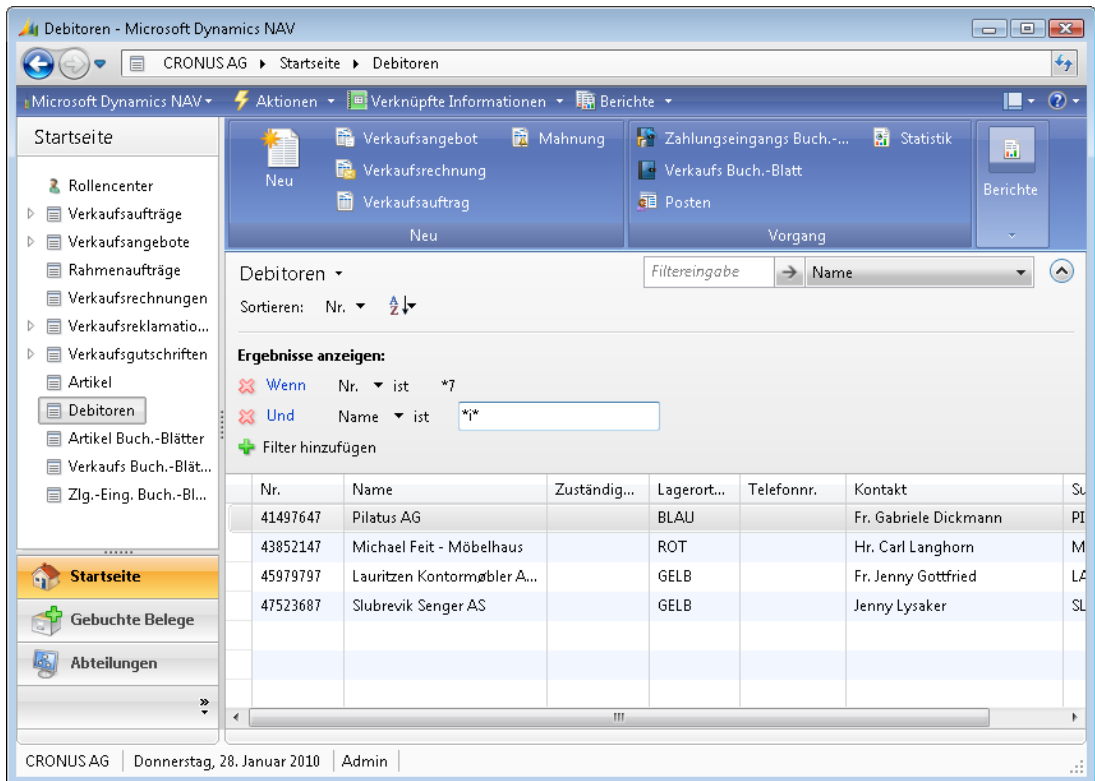 Debitoren - Microsoft Dynamics NAV
CRONUS AG Startseite Debitoren
Microsoft Dynamics NAV Aktionen Verknüpfte Informationen Berichte
Startseite
Rollencenter
Verkaufsaufträge
Verkaufsangebote
Rahmenaufträge
Verkaufsrechnungen
Verkaufsreklamatio...
Verkaufsgutschriften
Artikel
Debitoren
Artikel Buch.-Blätter
Verkaufs Buch.-Blät...
Zlg.-Eing. Buch.-Bl...
Startseite
Gebuchte Belege
Abteilungen
Neu
Verkaufsangebot
Verkaufsrechnung
Verkaufsauftrag
Mahnung
Neu
Zahlungseingangs Buch.-...
Verkaufs Buch.-Blatt
Posten
Statistik
Vorgang
Berichte
Debitoren Filtereingabe Name
Sortieren: Nr. AZ
Ergebnisse anzeigen:
Wenn Nr. ist *7
Und Name ist *i*
Filter hinzufügen
Nr. Name Zuständig... Lagerort... Telefonnr. Kontakt Su
41497647 Pilatus AG BLAU Fr. Gabriele Dickmann PI
43852147 Michael Feit - Möbelhaus ROT Hr. Carl Langhorn M
45979797 Lauritzen Kontormøbler A... GELB Fr. Jenny Gottfried LA
47523687 Slubrevik Senger AS GELB Jenny Lysaker SL
CRONUS AG Donnerstag, 28. Januar 2010 Admin